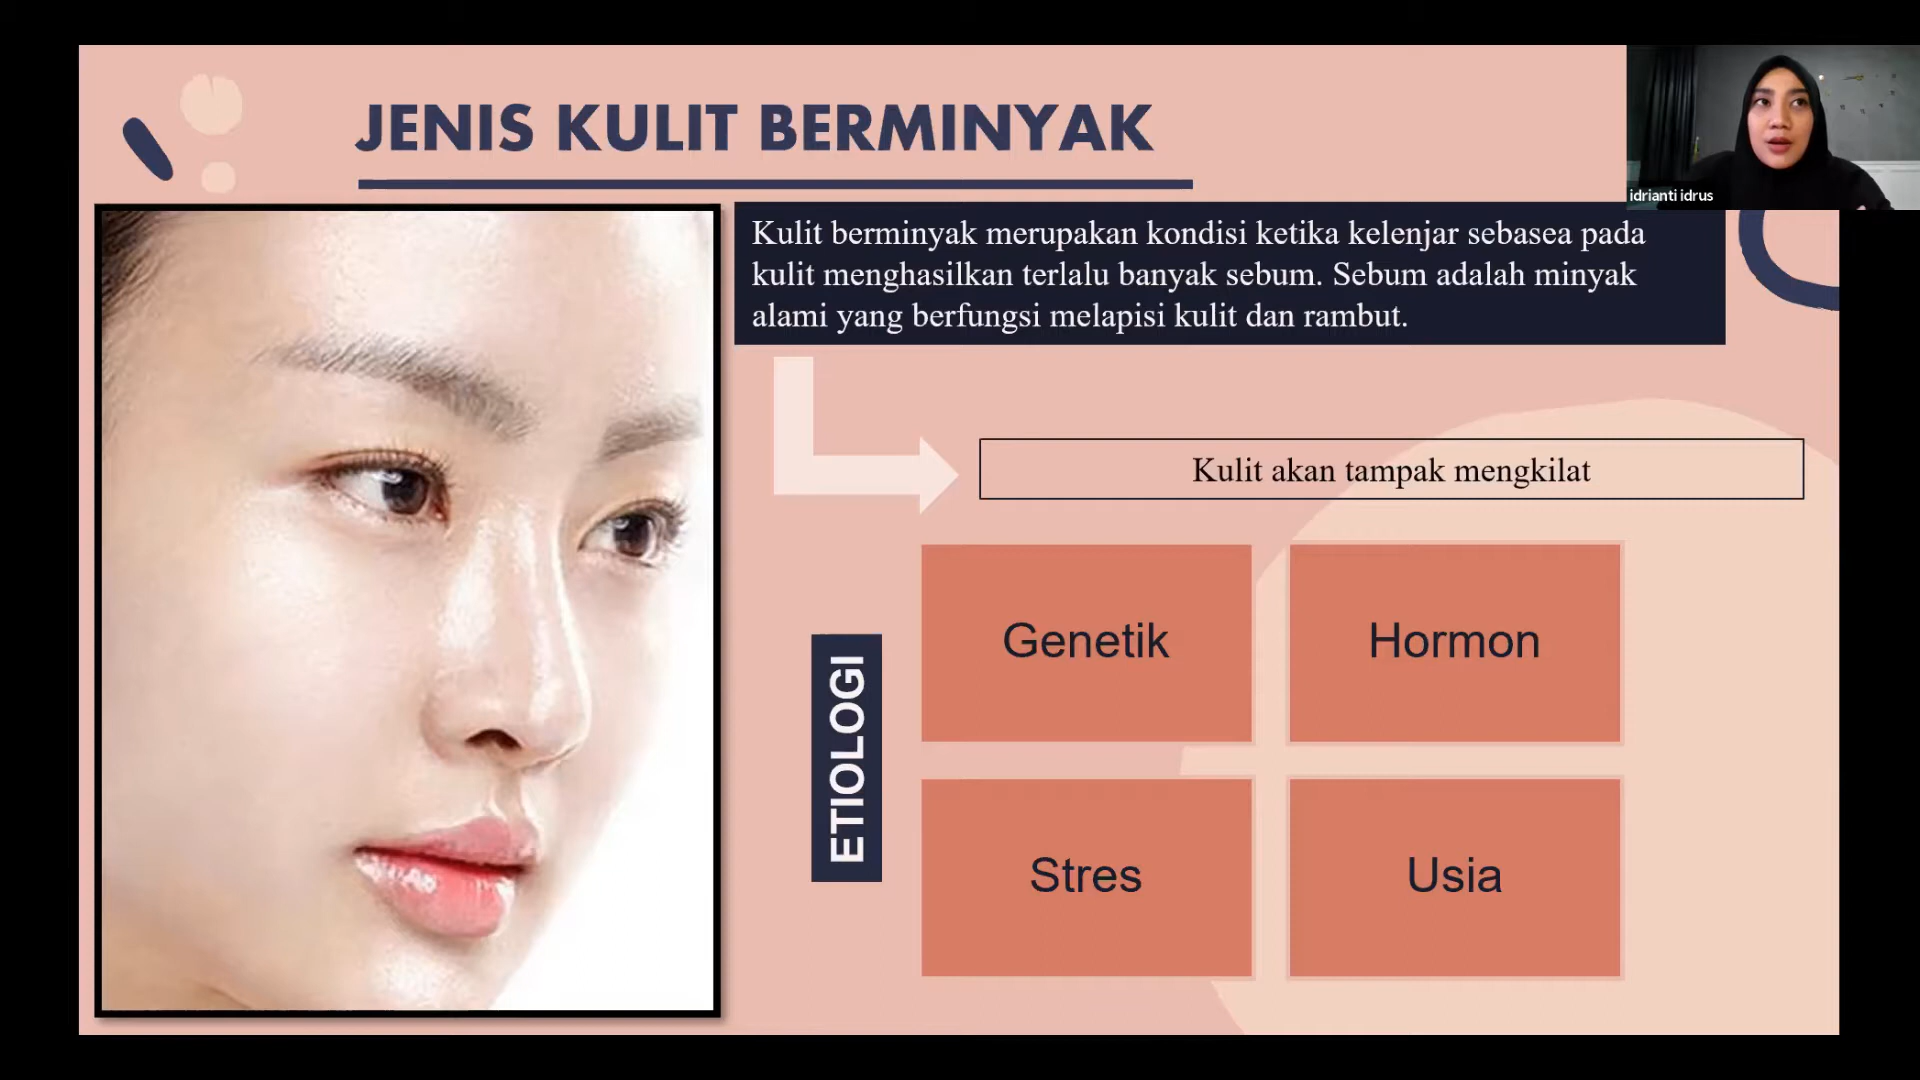 JENIS KULIT BERMINYAK
idrianti idrus
Kulit berminyak merupakan kondisi ketika kelenjar sebasea pada
kulit menghasilkan terlalu banyak sebum. Sebum adalah minyak
alami yang berfungsi melapisi kulit dan rambut.
Kulit akan tampak mengkilat
ETIOLOGI
Genetik
Hormon
Stres
Usia